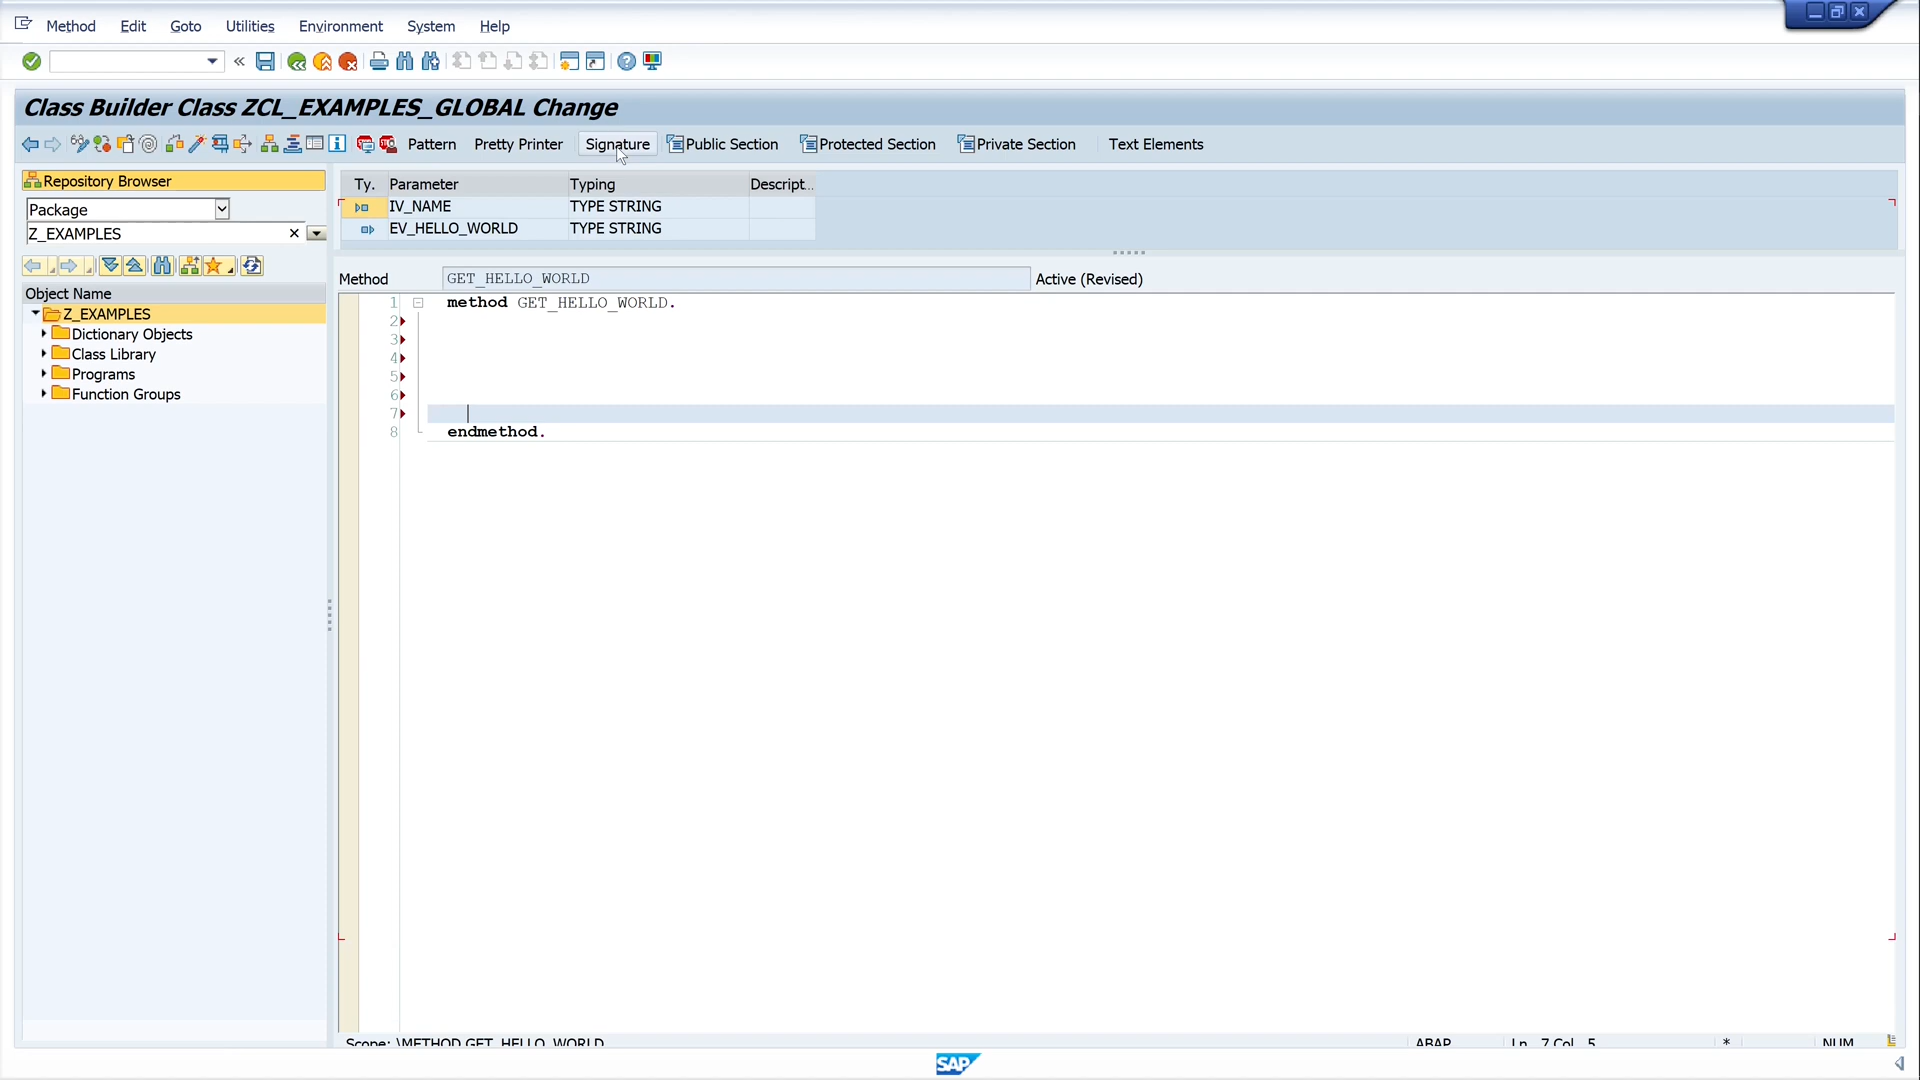 Method Edit Goto Utilities Environment System Help
Class Builder Class ZCL_EXAMPLES_GLOBAL Change
Pattern Pretty Printer Signature Public Section Protected Section Private Section Text Elements
Repository Browser
Package
Z_EXAMPLES
Object Name
Z_EXAMPLES
Dictionary Objects
Class Library
Programs
Function Groups
Ty. Parameter Typing Descript...
IV_NAME TYPE STRING
EV_HELLO_WORLD TYPE STRING
Method GET_HELLO_WORLD Active (Revised)
1 method GET_HELLO_WORLD.
2
3
4
5
6
7
8 endmethod.
Scope: \METHOD GET_HELLO_WORLD ABAP Ln 7 Col 5 * NUM
SAP